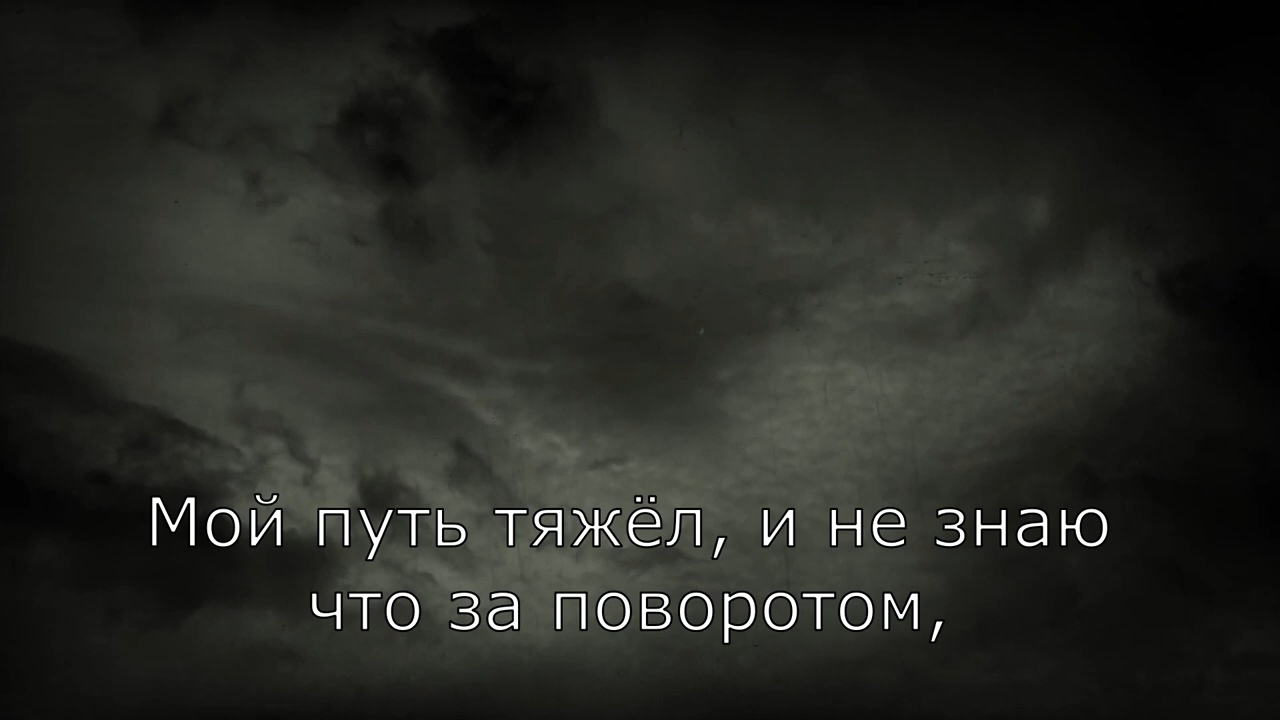 Мой путь тяжёл, и не знаю
что за поворотом,